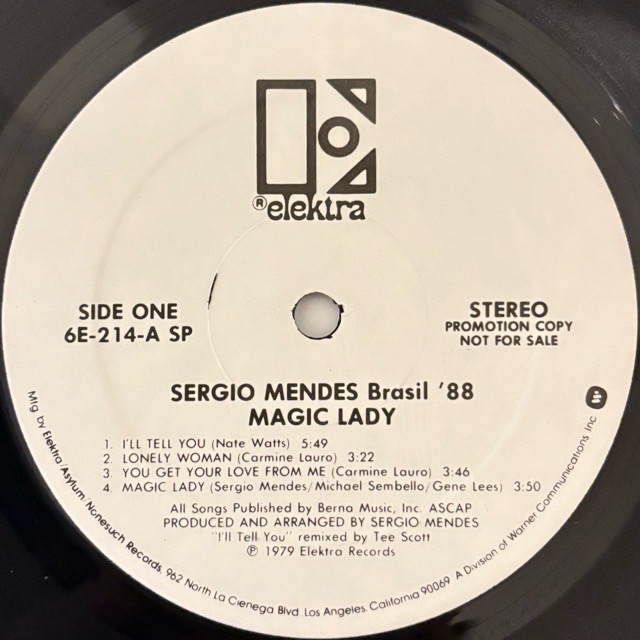 ® elektra
SIDE ONE
6E-214-A SP
STEREO
PROMOTION COPY
NOT FOR SALE
SERGIO MENDES Brasil '88
MAGIC LADY
1. I'LL TELL YOU (Nate Watts) 5:49
2. LONELY WOMAN (Carmine Lauro) 3:22
3. YOU GET YOUR LOVE FROM ME (Carmine Lauro) 3:46
4. MAGIC LADY (Sergio Mendes/Michael Sembello/Gene Lees) 3:50
All Songs Published by Berna Music, Inc. ASCAP
PRODUCED AND ARRANGED BY SERGIO MENDES
"I'll Tell You" remixed by Tee Scott
℗ 1979 Elektra Records
Mfg. by Elektra/Asylum/Nonesuch Records, 962 North La Cienega Blvd. Los Angeles, California 90069 A Division of Warner Communications Inc.